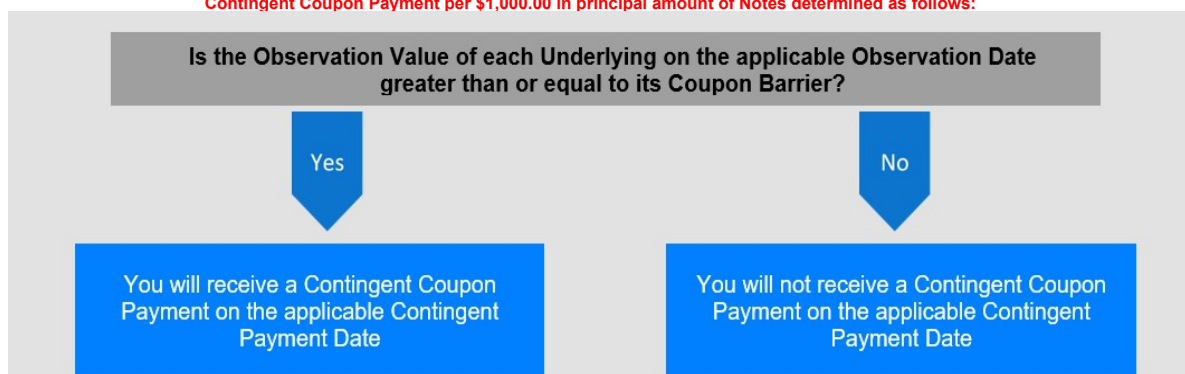 Contingent Coupon Payment per $1,000.00 in principal amount of Notes determined as follows:
Is the Observation Value of each Underlying on the applicable Observation Date
greater than or equal to its Coupon Barrier?
Yes
No
You will receive a Contingent Coupon
Payment on the applicable Contingent
Payment Date
You will not receive a Contingent Coupon
Payment on the applicable Contingent
Payment Date